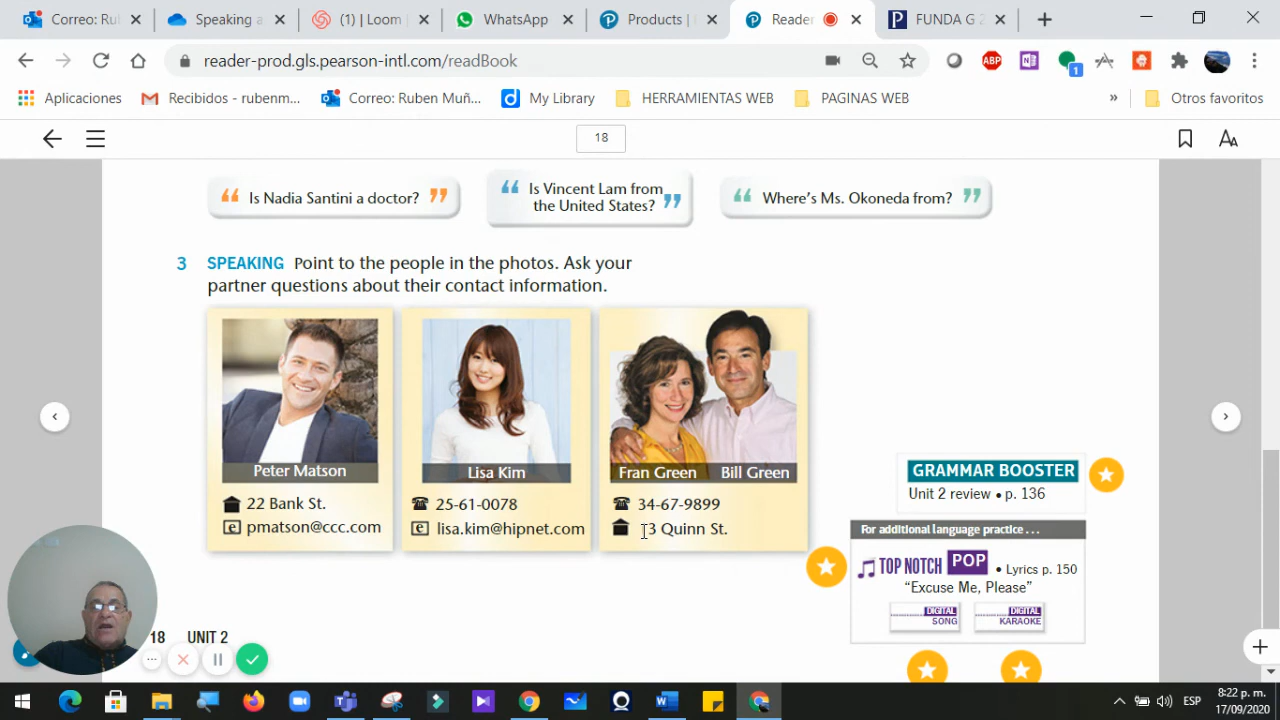 Correo: Rul
Speaking a
(1) | Loom |
WhatsApp
Products |
Reader
FUNDA G 2
reader-prod.gls.pearson-intl.com/readBook
ABP
1
Aplicaciones
Recibidos - rubenm...
Correo: Ruben Muñ...
My Library
HERRAMIENTAS WEB
PAGINAS WEB
»
Otros favoritos
18
AA
“ Is Nadia Santini a doctor? ”
“ Is Vincent Lam from
the United States? ”
“ Where's Ms. Okoneda from? ”
3 SPEAKING Point to the people in the photos. Ask your
partner questions about their contact information.
Peter Matson
22 Bank St.
pmatson@ccc.com
Lisa Kim
25-61-0078
lisa.kim@hipnet.com
Fran Green Bill Green
34-67-9899
13 Quinn St.
GRAMMAR BOOSTER
Unit 2 review • p. 136
For additional language practice . . .
TOP NOTCH POP • Lyrics p. 150
“Excuse Me, Please”
DIGITAL
SONG
DIGITAL
KARAOKE
18 UNIT 2
ESP
8:22 p. m.
17/09/2020